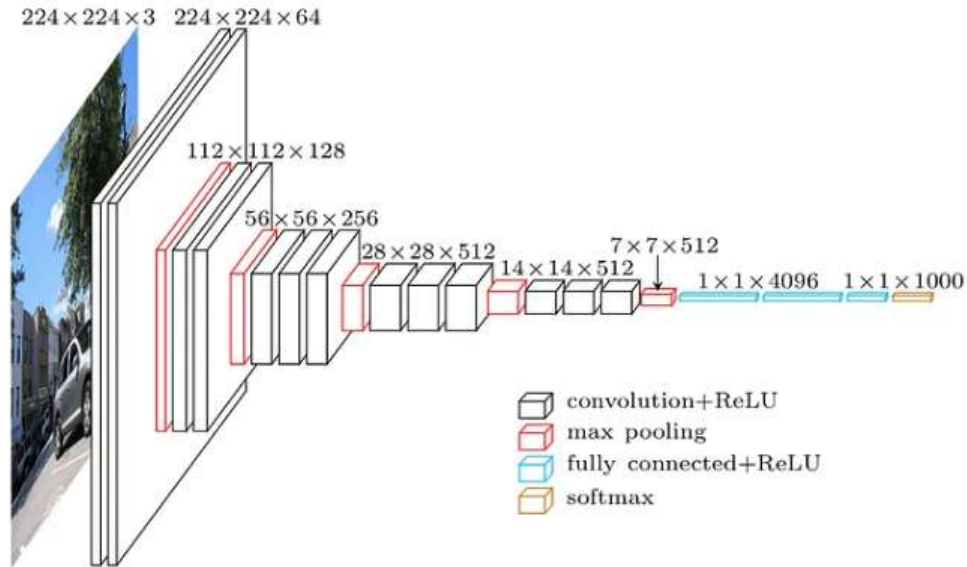 224×224×3
224×224×64
112×112×128
56×56×256
28×28×512
14×14×512
7×7×512
1×1×4096
1×1×1000
convolution+ReLU
max pooling
fully connected+ReLU
softmax